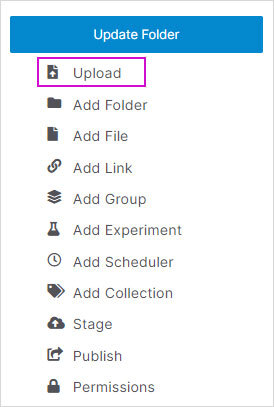 Update Folder
Upload
Add Folder
Add File
Add Link
Add Group
Add Experiment
Add Scheduler
Add Collection
Stage
Publish
Permissions